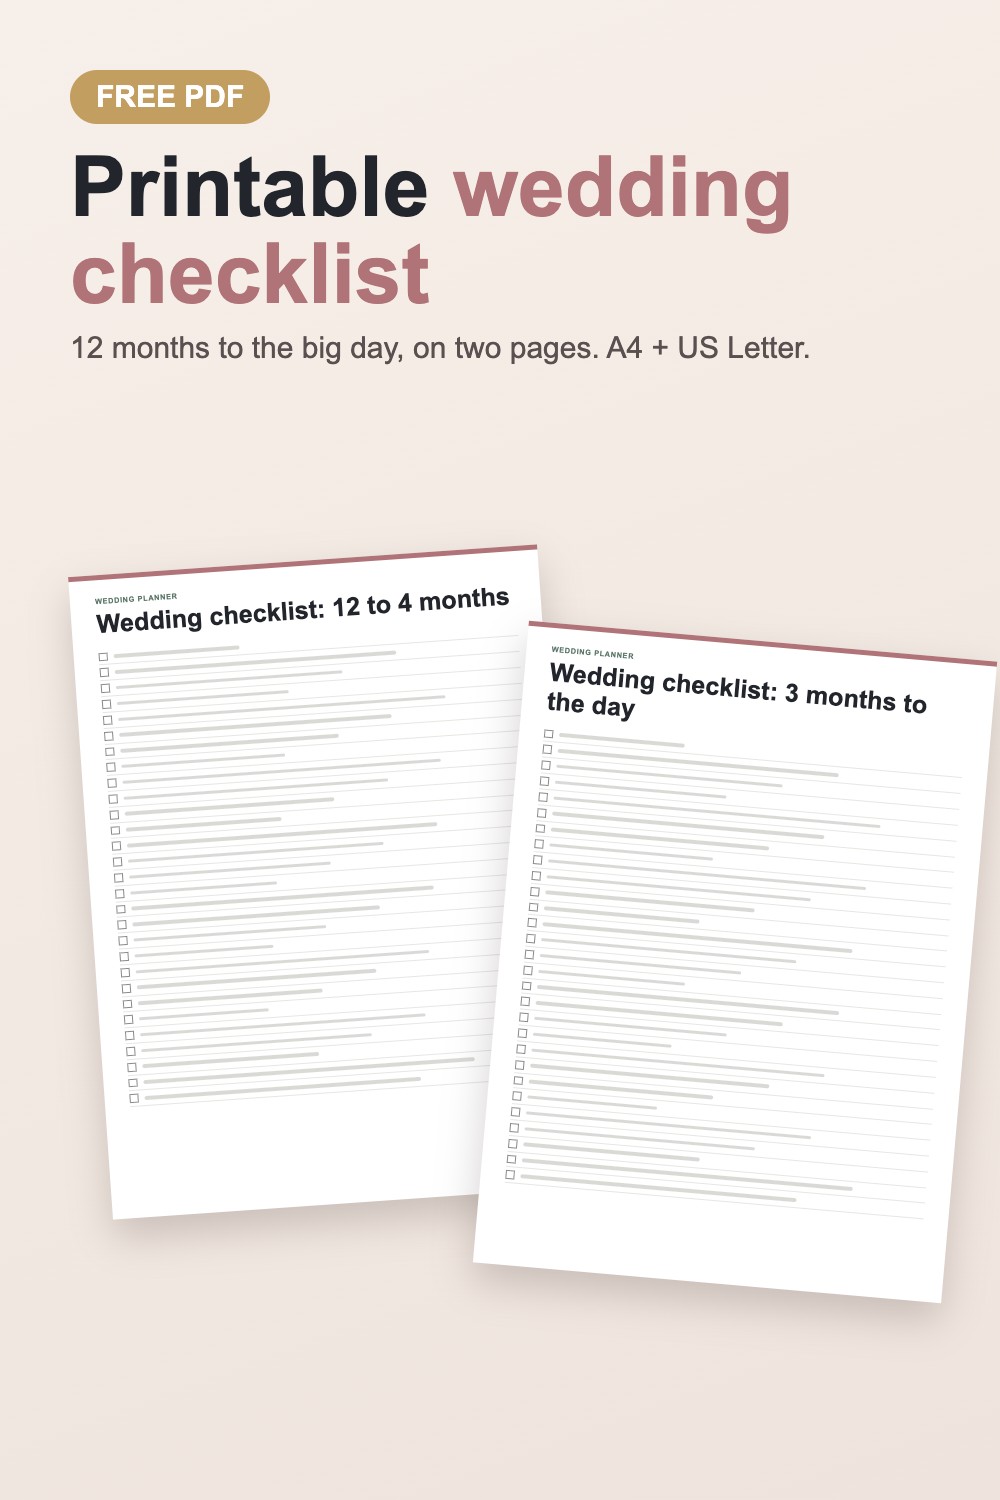 FREE PDF
Printable wedding
checklist
12 months to the big day, on two pages. A4 + US Letter.
WEDDING PLANNER
Wedding checklist: 12 to 4 months
WEDDING PLANNER
Wedding checklist: 3 months to
the day